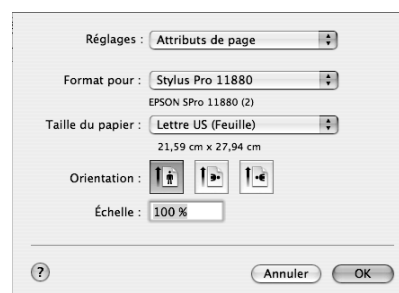 Réglages : Attributs de page
Format pour : Stylus Pro 11880
EPSON SPro 11880 (2)
Taille du papier : Lettre US (Feuille)
21,59 cm x 27,94 cm
Orientation :
Échelle : 100 %
? Annuler OK